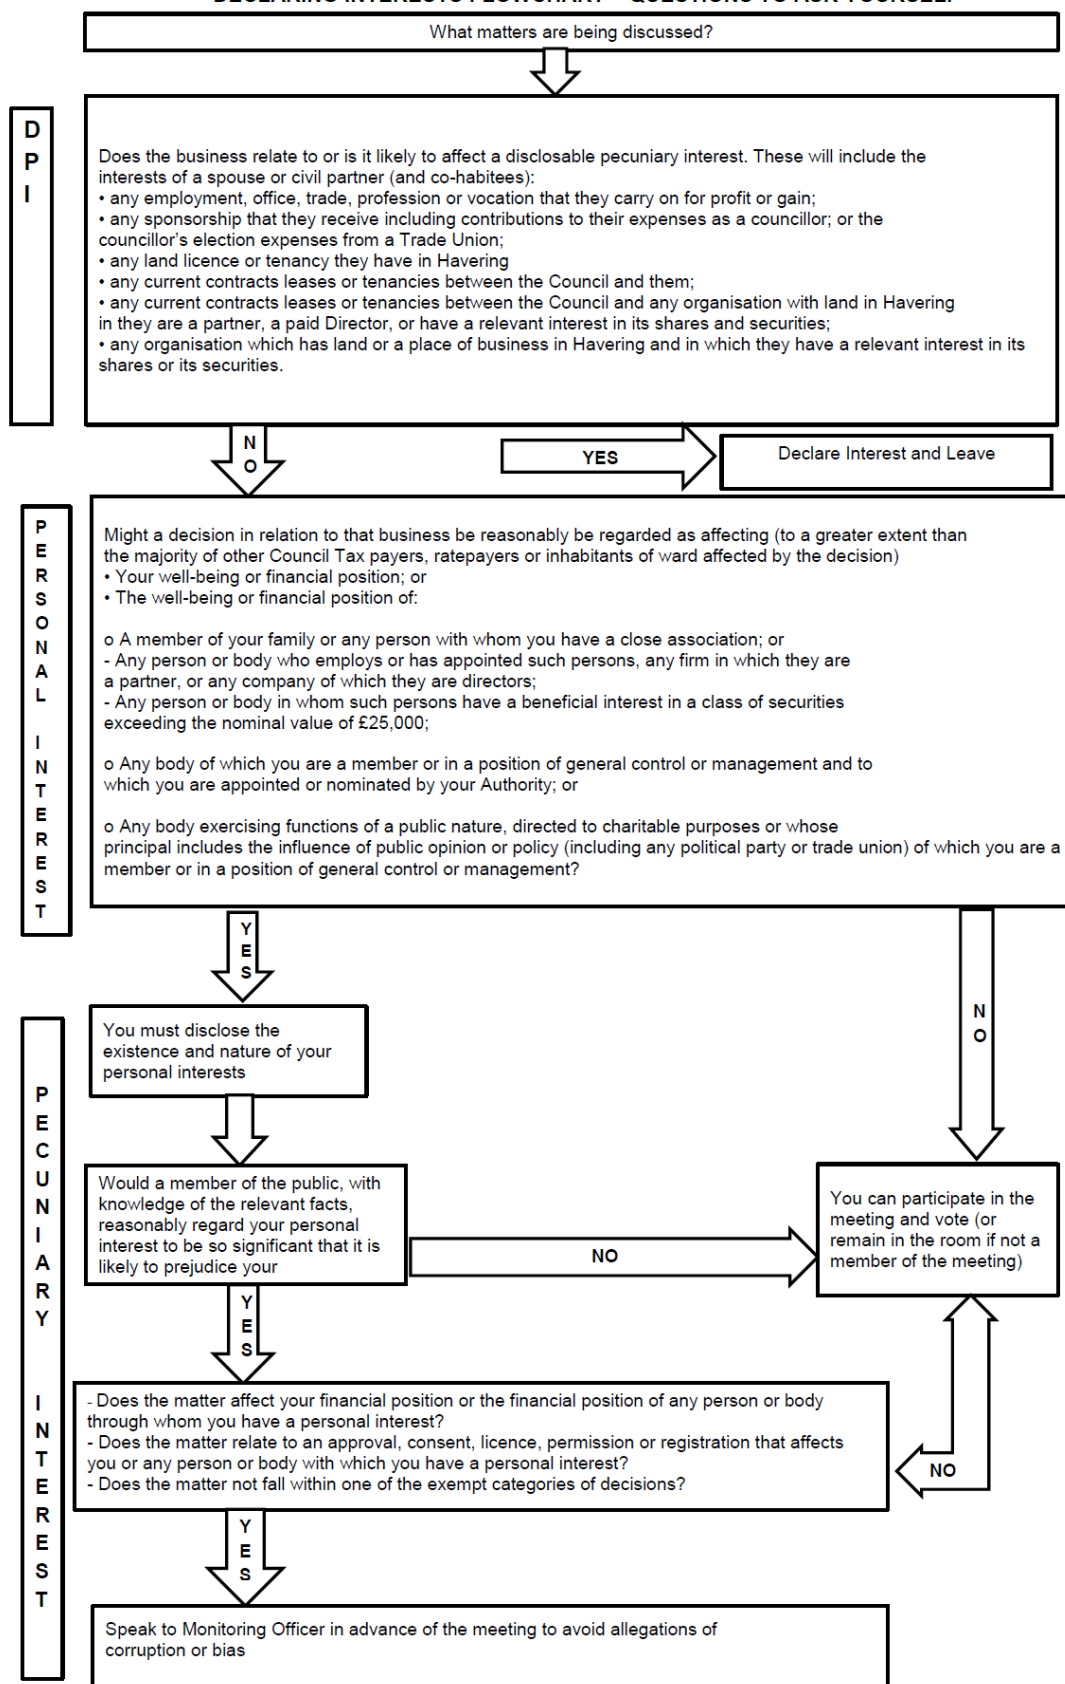 DECLARING INTERESTS FLOWCHART – QUESTIONS TO ASK YOURSELF
What matters are being discussed?
D
P
I
Does the business relate to or is it likely to affect a disclosable pecuniary interest. These will include the
interests of a spouse or civil partner (and co-habitees):
• any employment, office, trade, profession or vocation that they carry on for profit or gain;
• any sponsorship that they receive including contributions to their expenses as a councillor; or the
councillor's election expenses from a Trade Union;
• any land licence or tenancy they have in Havering
• any current contracts leases or tenancies between the Council and them;
• any current contracts leases or tenancies between the Council and any organisation with land in Havering
in they are a partner, a paid Director, or have a relevant interest in its shares and securities;
• any organisation which has land or a place of business in Havering and in which they have a relevant interest in its
shares or its securities.
N
O
YES
Declare Interest and Leave
P
E
R
S
O
N
A
L
I
N
T
E
R
E
S
T
Might a decision in relation to that business be reasonably be regarded as affecting (to a greater extent than
the majority of other Council Tax payers, ratepayers or inhabitants of ward affected by the decision)
• Your well-being or financial position; or
• The well-being or financial position of:
o A member of your family or any person with whom you have a close association; or
- Any person or body who employs or has appointed such persons, any firm in which they are
a partner, or any company of which they are directors;
- Any person or body in whom such persons have a beneficial interest in a class of securities
exceeding the nominal value of £25,000;
o Any body of which you are a member or in a position of general control or management and to
which you are appointed or nominated by your Authority; or
o Any body exercising functions of a public nature, directed to charitable purposes or whose
principal includes the influence of public opinion or policy (including any political party or trade union) of which you are a
member or in a position of general control or management?
Y
E
S
N
O
You must disclose the
existence and nature of your
personal interests
P
E
C
U
N
I
A
R
Y
I
N
T
E
R
E
S
T
Would a member of the public, with
knowledge of the relevant facts,
reasonably regard your personal
interest to be so significant that it is
likely to prejudice your
NO
You can participate in the
meeting and vote (or
remain in the room if not a
member of the meeting)
Y
E
S
- Does the matter affect your financial position or the financial position of any person or body
through whom you have a personal interest?
- Does the matter relate to an approval, consent, licence, permission or registration that affects
you or any person or body with which you have a personal interest?
- Does the matter not fall within one of the exempt categories of decisions?
NO
Y
E
S
Speak to Monitoring Officer in advance of the meeting to avoid allegations of
corruption or bias